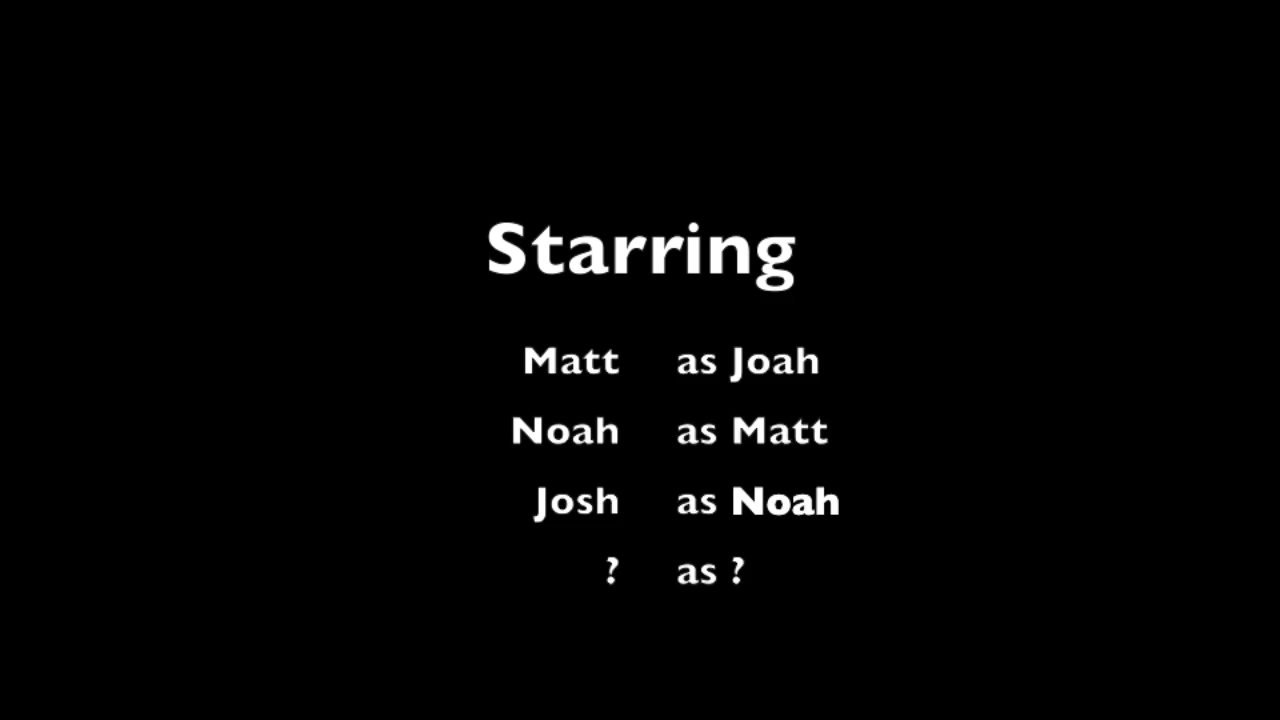 Starring
Matt as Joah
Noah as Matt
Josh as Noah
? as ?